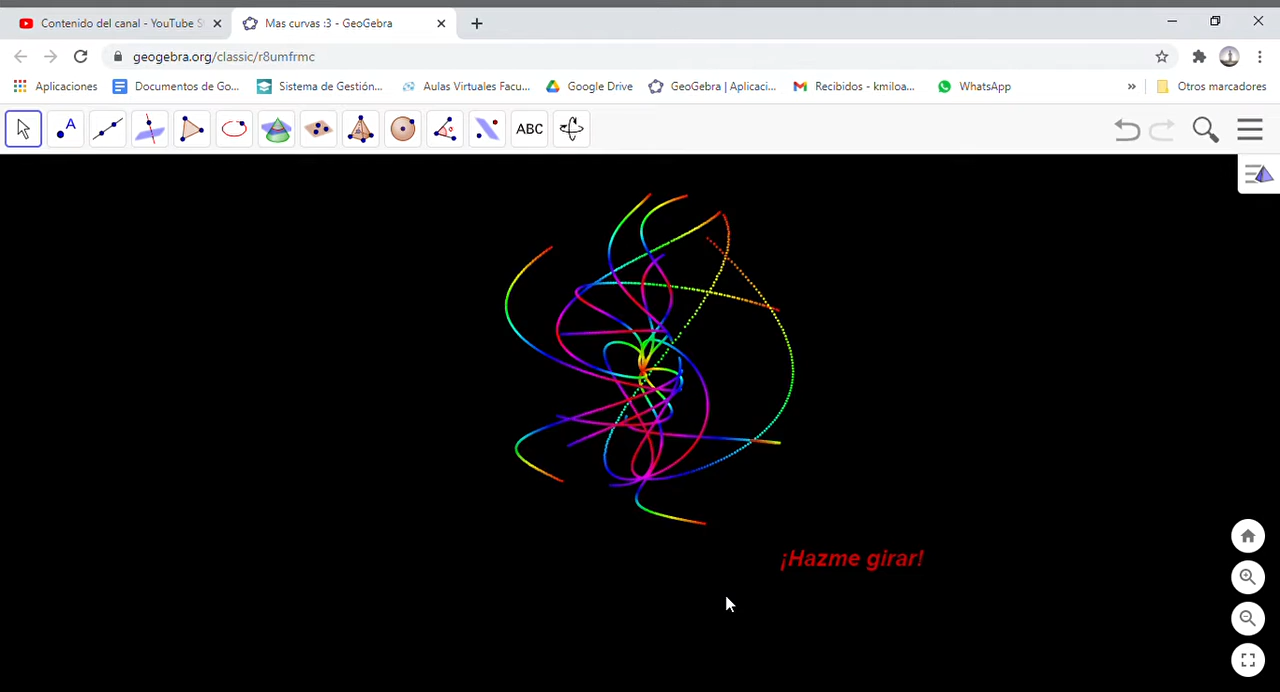 Contenido del canal - YouTube S
Mas curvas :3 - GeoGebra
geogebra.org/classic/r8umfrmc
Aplicaciones
Documentos de Go...
Sistema de Gestión...
Aulas Virtuales Facu...
Google Drive
GeoGebra | Aplicaci...
Recibidos - kmiloa...
WhatsApp
»
Otros marcadores
A
ABC
¡Hazme girar!